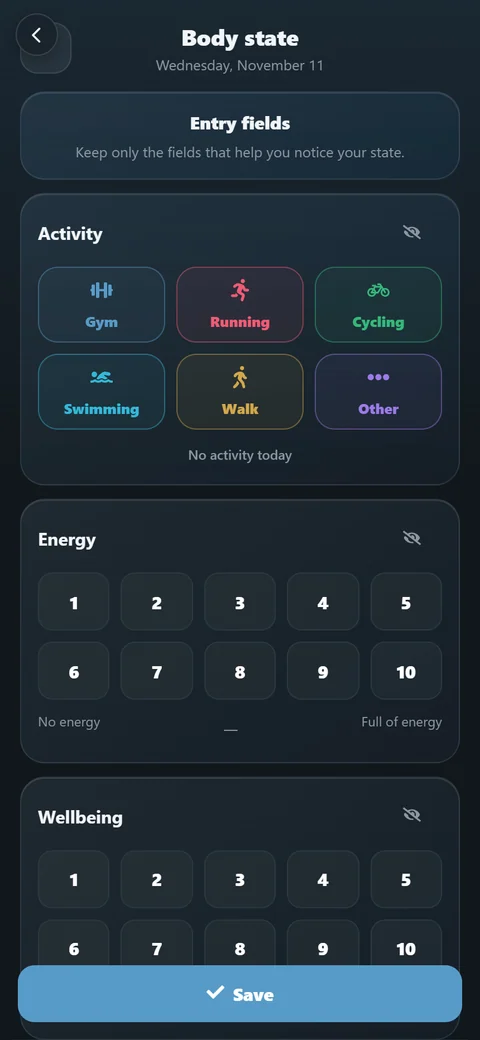 Body state
Wednesday, November 11
Entry fields
Keep only the fields that help you notice your state.
Activity
Gym Running Cycling
Swimming Walk Other
No activity today
Energy
1 2 3 4 5
6 7 8 9 10
No energy — Full of energy
Wellbeing
1 2 3 4 5
6 7 8 9 10
Save